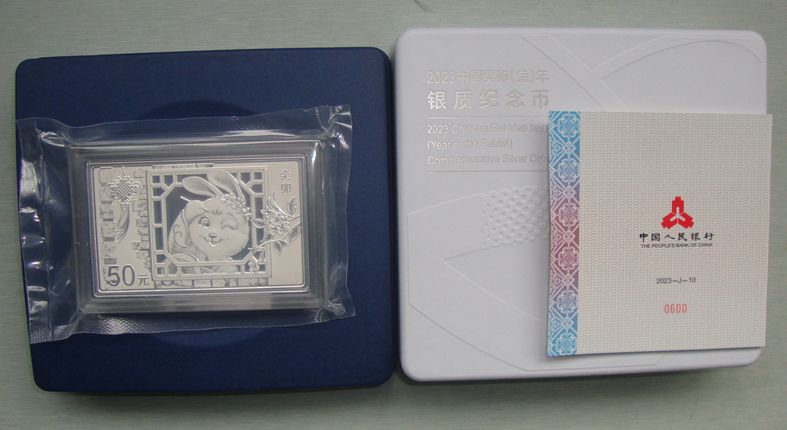 癸卯
50元
2023中国癸卯(兔)年
银质纪念币
2023 Chinese Gui Mao Year
(Year of the Rabbit)
Commemorative Silver
中国人民银行
THE PEOPLE'S BANK OF CHINA
2023-J-10
0600